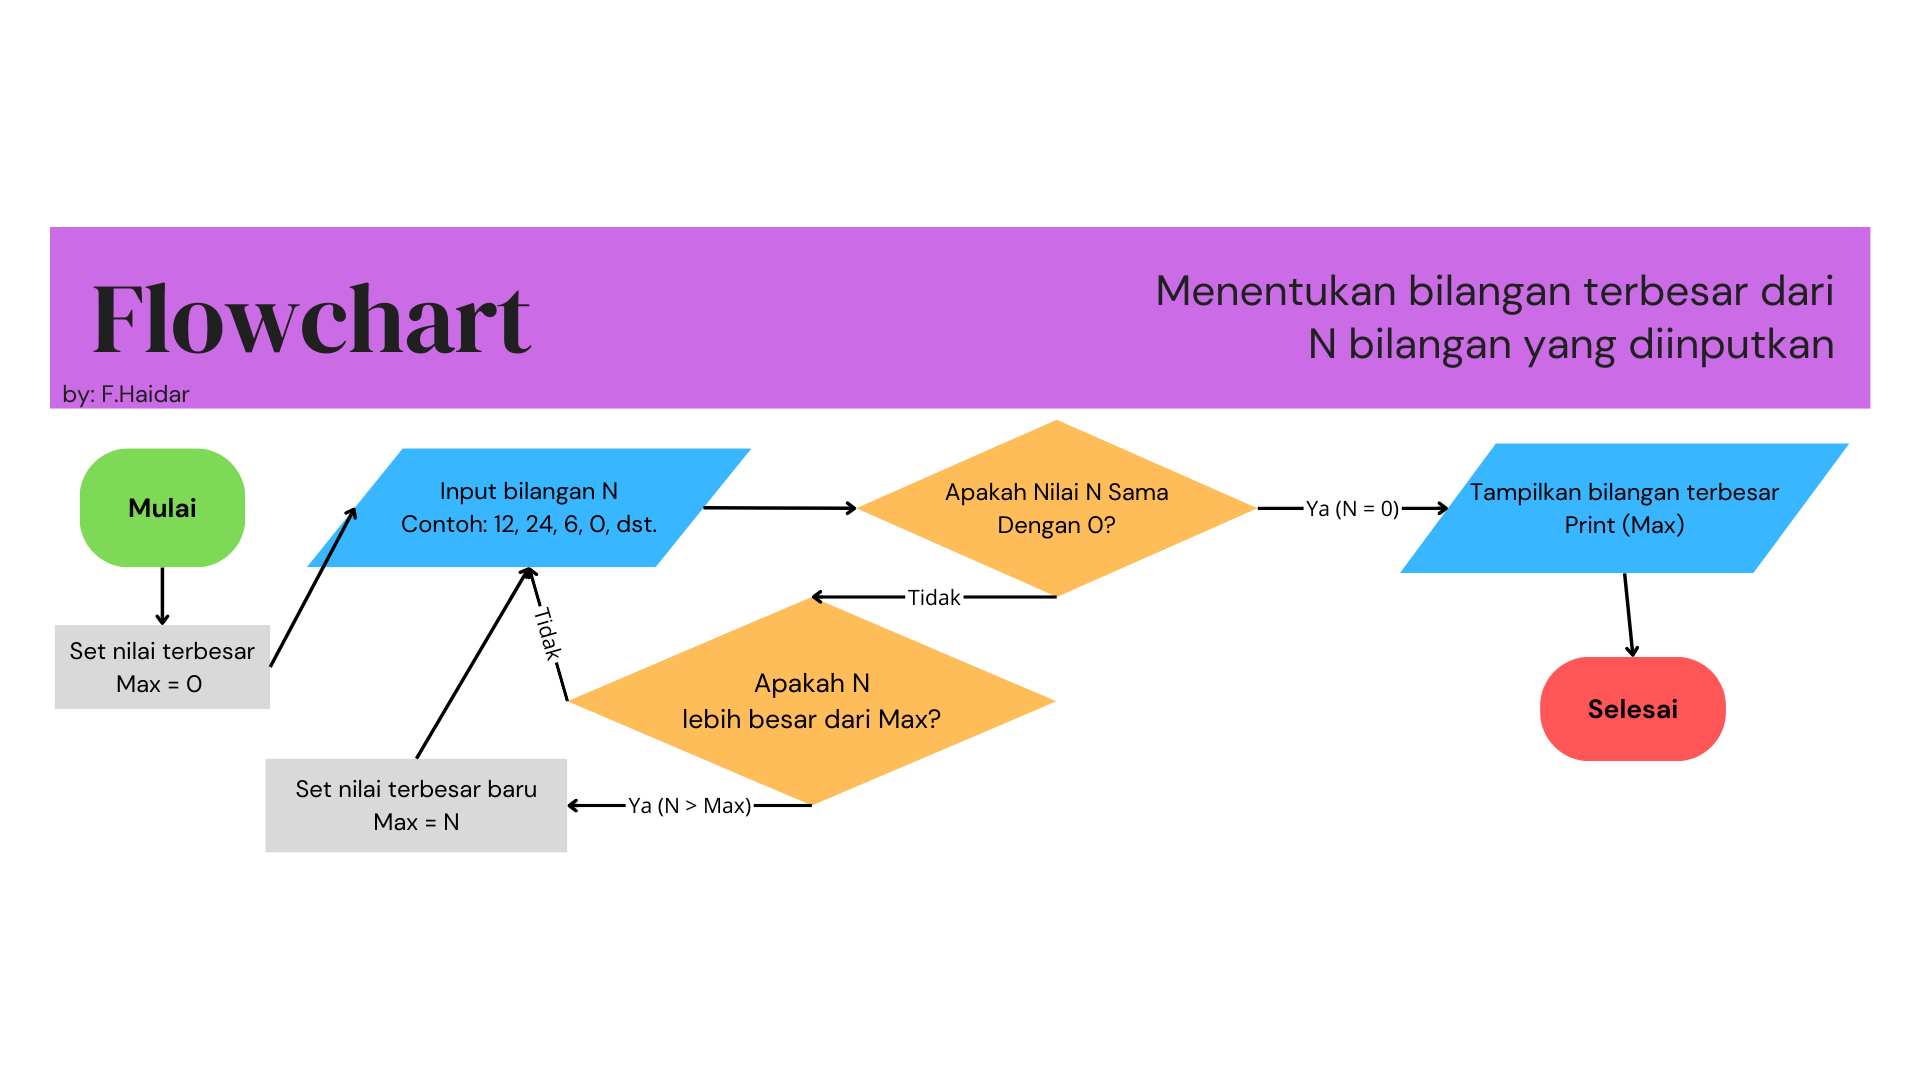 Flowchart
by: F.Haidar
Menentukan bilangan terbesar dari
N bilangan yang diinputkan
Mulai
Set nilai terbesar
Max = 0
Input bilangan N
Contoh: 12, 24, 6, 0, dst.
Apakah Nilai N Sama
Dengan 0?
Ya (N = 0)
Tampilkan bilangan terbesar
Print (Max)
Selesai
Tidak
Apakah N
lebih besar dari Max?
Tidak
Ya (N > Max)
Set nilai terbesar baru
Max = N